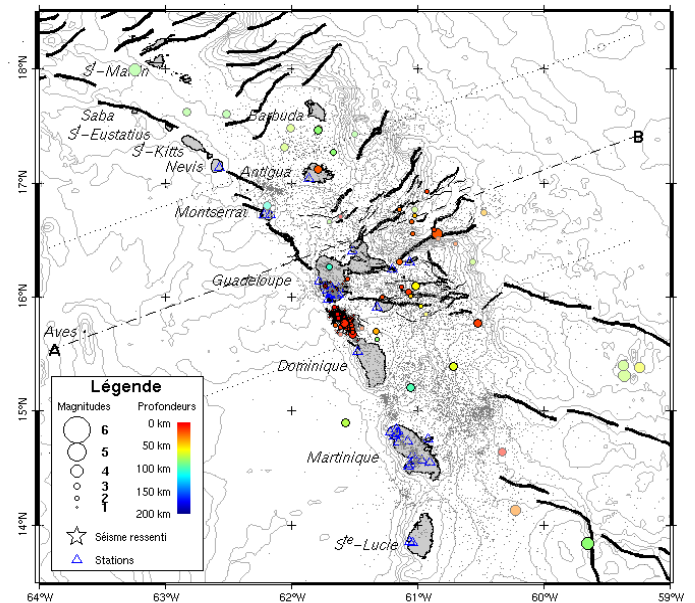 18°N
St-Martin
Saba
St-Eustatius
St-Kitts
Nevis
Barbuda
B
17°N
Antigua
Montserrat
Guadeloupe
16°N
Aves
A
Dominique
Légende
Magnitudes Profondeurs
6 0 km
5 50 km
4 100 km
3 150 km
2
1 200 km
Séisme ressenti
Stations
15°N
Martinique
14°N
Ste-Lucie
64°W 63°W 62°W 61°W 60°W 59°W